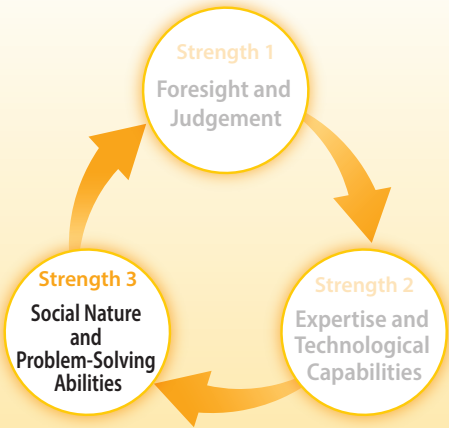 Strength 1
Foresight and
Judgement
Strength 2
Expertise and
Technological
Capabilities
Strength 3
Social Nature
and
Problem-Solving
Abilities